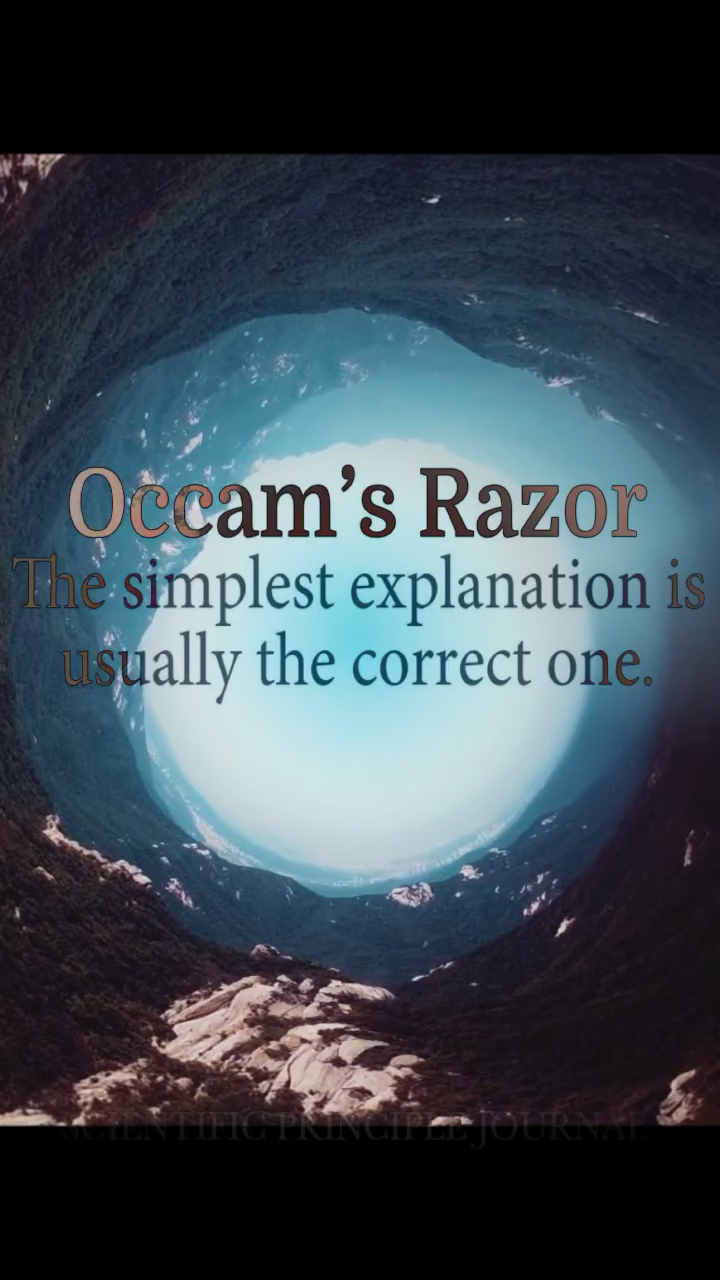 Occam’s Razor
The simplest explanation is
usually the correct one.
SCIENTIFIC PRINCIPLE JOURNAL